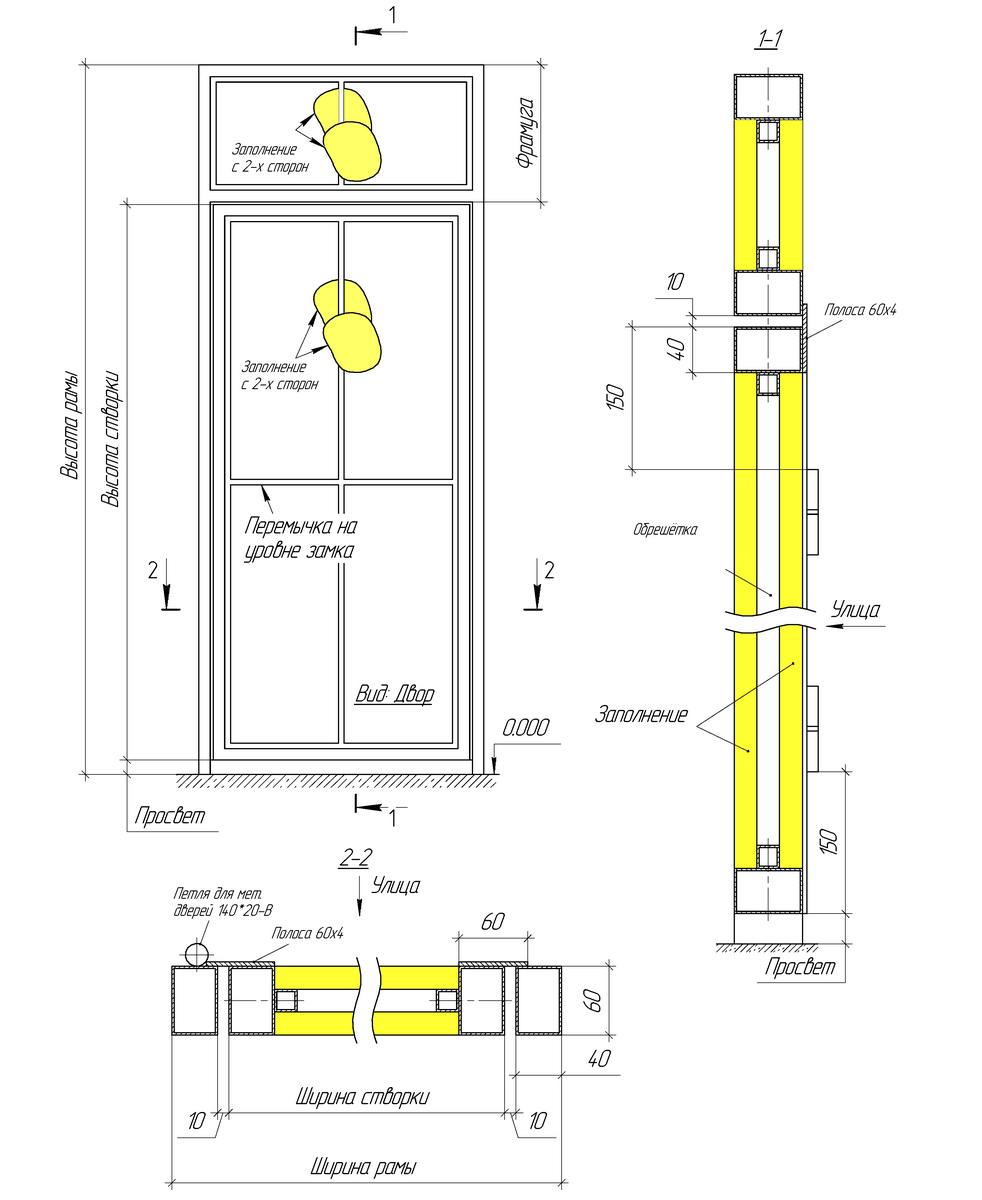 1
1-1
Фрамуга
Заполнение
с 2-х сторон
10
Полоса 60х4
40
150
Заполнение
с 2-х сторон
Высота рамы
Высота створки
Перемычка на
уровне замка
Обрешётка
2
2
Улица
Вид: Двор
Заполнение
0.000
Просвет
1
150
2-2
Улица
Петля для мет.
дверей 140*20-В
Полоса 60х4
60
Просвет
60
40
Ширина створки
10
10
Ширина рамы